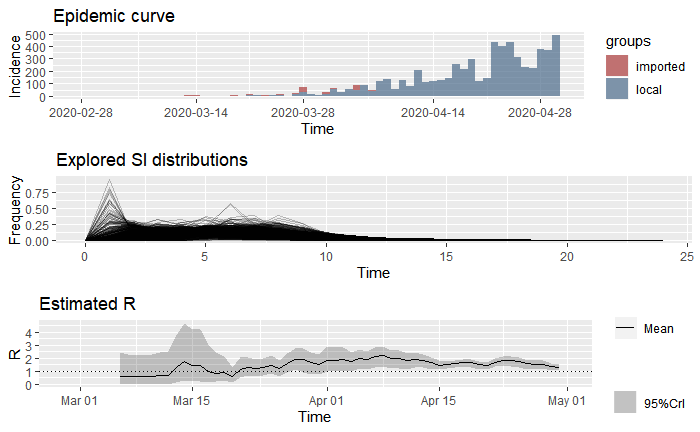 Epidemic curve
Incidence
500
400
300
200
100
0
2020-02-28 2020-03-14 2020-03-28 2020-04-14 2020-04-28
Time
groups
imported
local
Explored SI distributions
Frequency
0.75
0.50
0.25
0.00
0 5 10 15 20 25
Time
Estimated R
R
4
3
2
1
0
Mar 01 Mar 15 Apr 01 Apr 15 May 01
Time
Mean
95%CrI